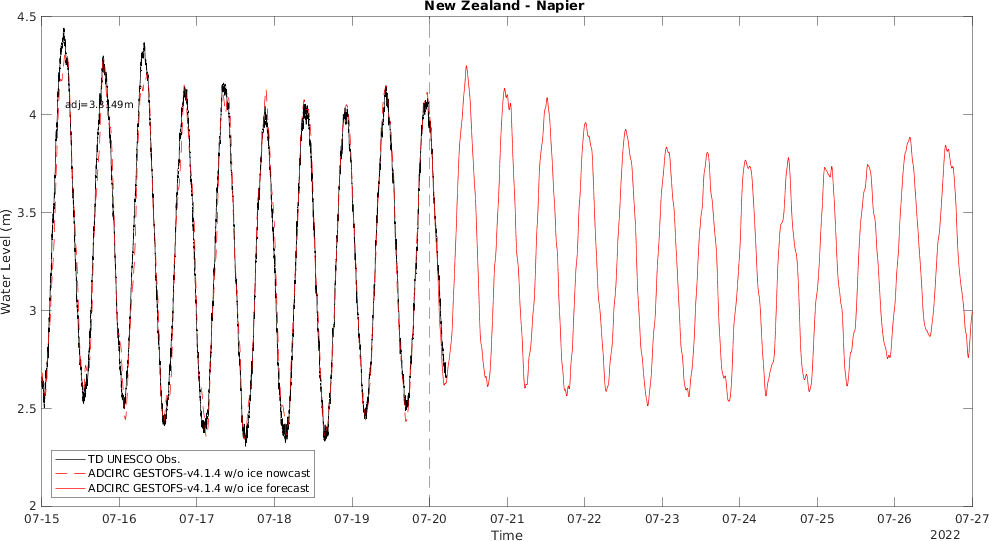 New Zealand - Napier
4.5
4
3.5
3
2.5
2
Water Level (m)
TD UNESCO Obs.
ADCIRC GESTOFS-v4.1.4 w/o ice nowcast
ADCIRC GESTOFS-v4.1.4 w/o ice forecast
07-15 07-16 07-17 07-18 07-19 07-20 07-21 07-22 07-23 07-24 07-25 07-26 07-27
Time
2022